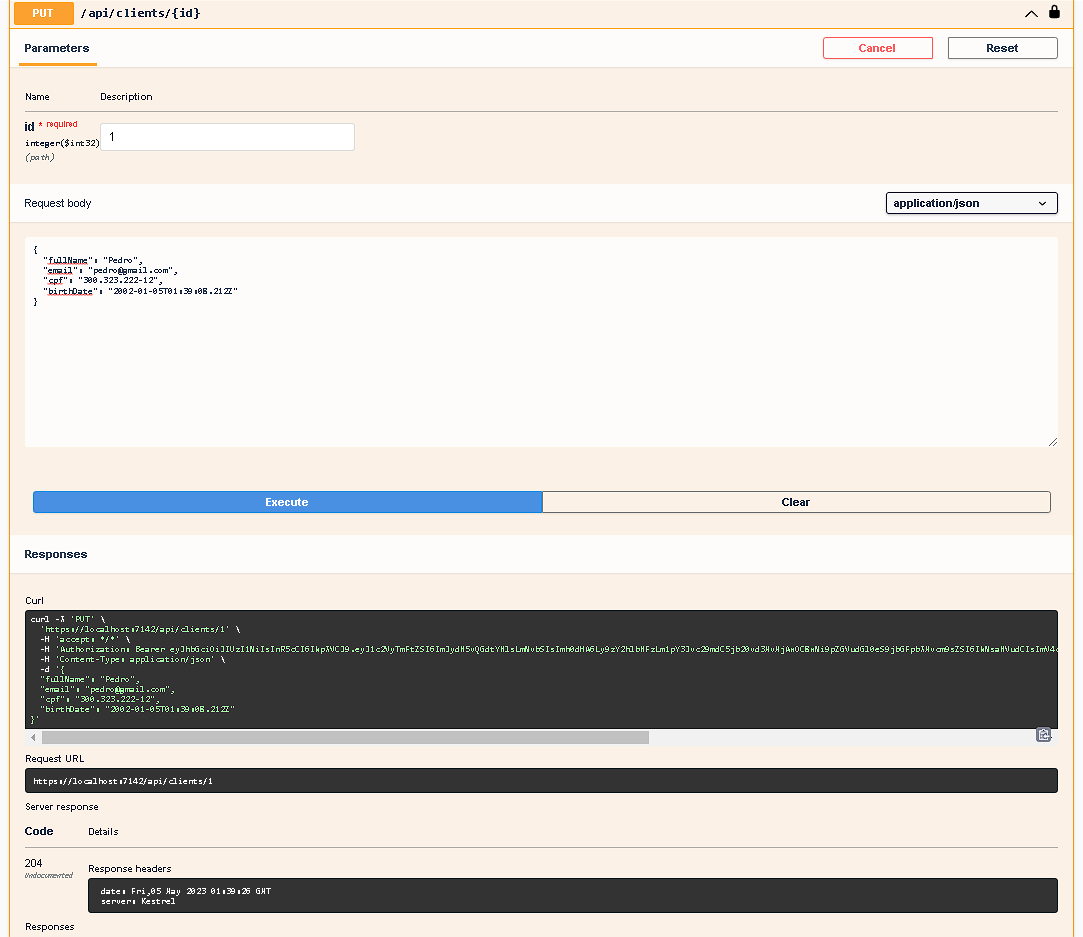 PUT /api/clients/{id}
Parameters
Cancel
Reset
Name Description
id * required
integer($int32)
(path)
1
Request body
application/json
{
"fullName": "Pedro",
"email": "pedro@gmail.com",
"cpf": "300.323.222-12",
"birthDate": "2002-01-05T01:39:08.212Z"
}
Execute
Clear
Responses
Curl
curl -X 'PUT' \
'https://localhost:7142/api/clients/1' \
-H 'accept: */*' \
-H 'Authorization: Bearer
-H 'Content-Type: application/json' \
-d '{
"fullName": "Pedro",
"email": "pedro@gmail.com",
"cpf": "300.323.222-12",
"birthDate": "2002-01-05T01:39:08.212Z"
}'
Request URL
https://localhost:7142/api/clients/1
Server response
Code Details
204
Undocumented
Response headers
date: Fri,05 May 2023 01:39:26 GMT
server: Kestrel
Responses